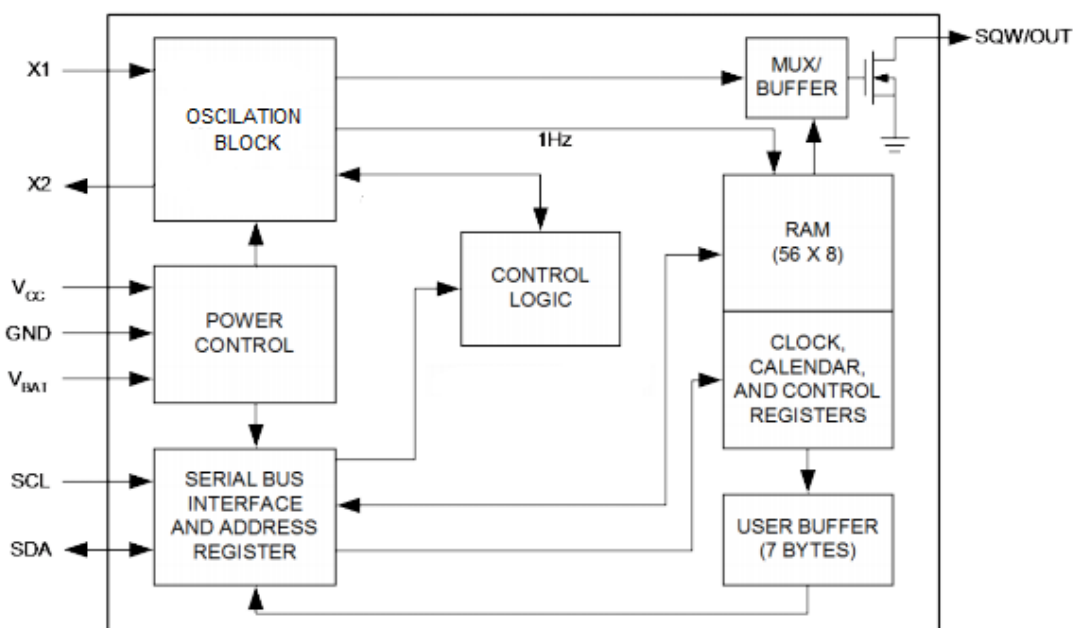 SQW/OUT
X1
MUX/
BUFFER
OSCILATION
BLOCK
1Hz
X2
RAM
(56 X 8)
CONTROL
LOGIC
VCC
GND
VBAT
POWER
CONTROL
CLOCK,
CALENDAR,
AND CONTROL
REGISTERS
SCL
SDA
SERIAL BUS
INTERFACE
AND ADDRESS
REGISTER
USER BUFFER
(7 BYTES)